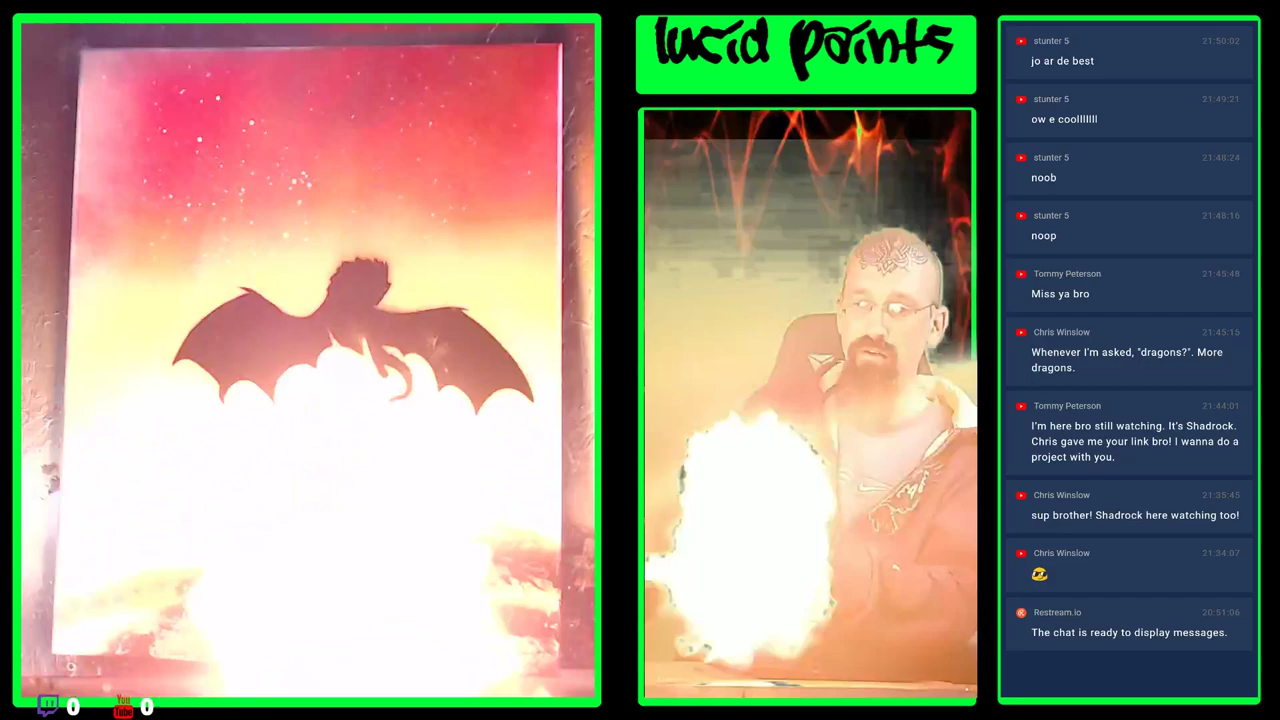 lucid paints
stunter 5 21:50:02
jo ar de best
stunter 5 21:49:21
ow e coolllllll
stunter 5 21:48:24
noob
stunter 5 21:48:16
noop
Tommy Peterson 21:45:48
Miss ya bro
Chris Winslow 21:45:15
Whenever I'm asked, "dragons?". More
dragons.
Tommy Peterson 21:44:01
I'm here bro still watching. It's Shadrock.
Chris gave me your link bro! I wanna do a
project with you.
Chris Winslow 21:35:45
sup brother! Shadrock here watching too!
Chris Winslow 21:34:07
Restream.io 20:51:06
The chat is ready to display messages.
0 You Tube 0